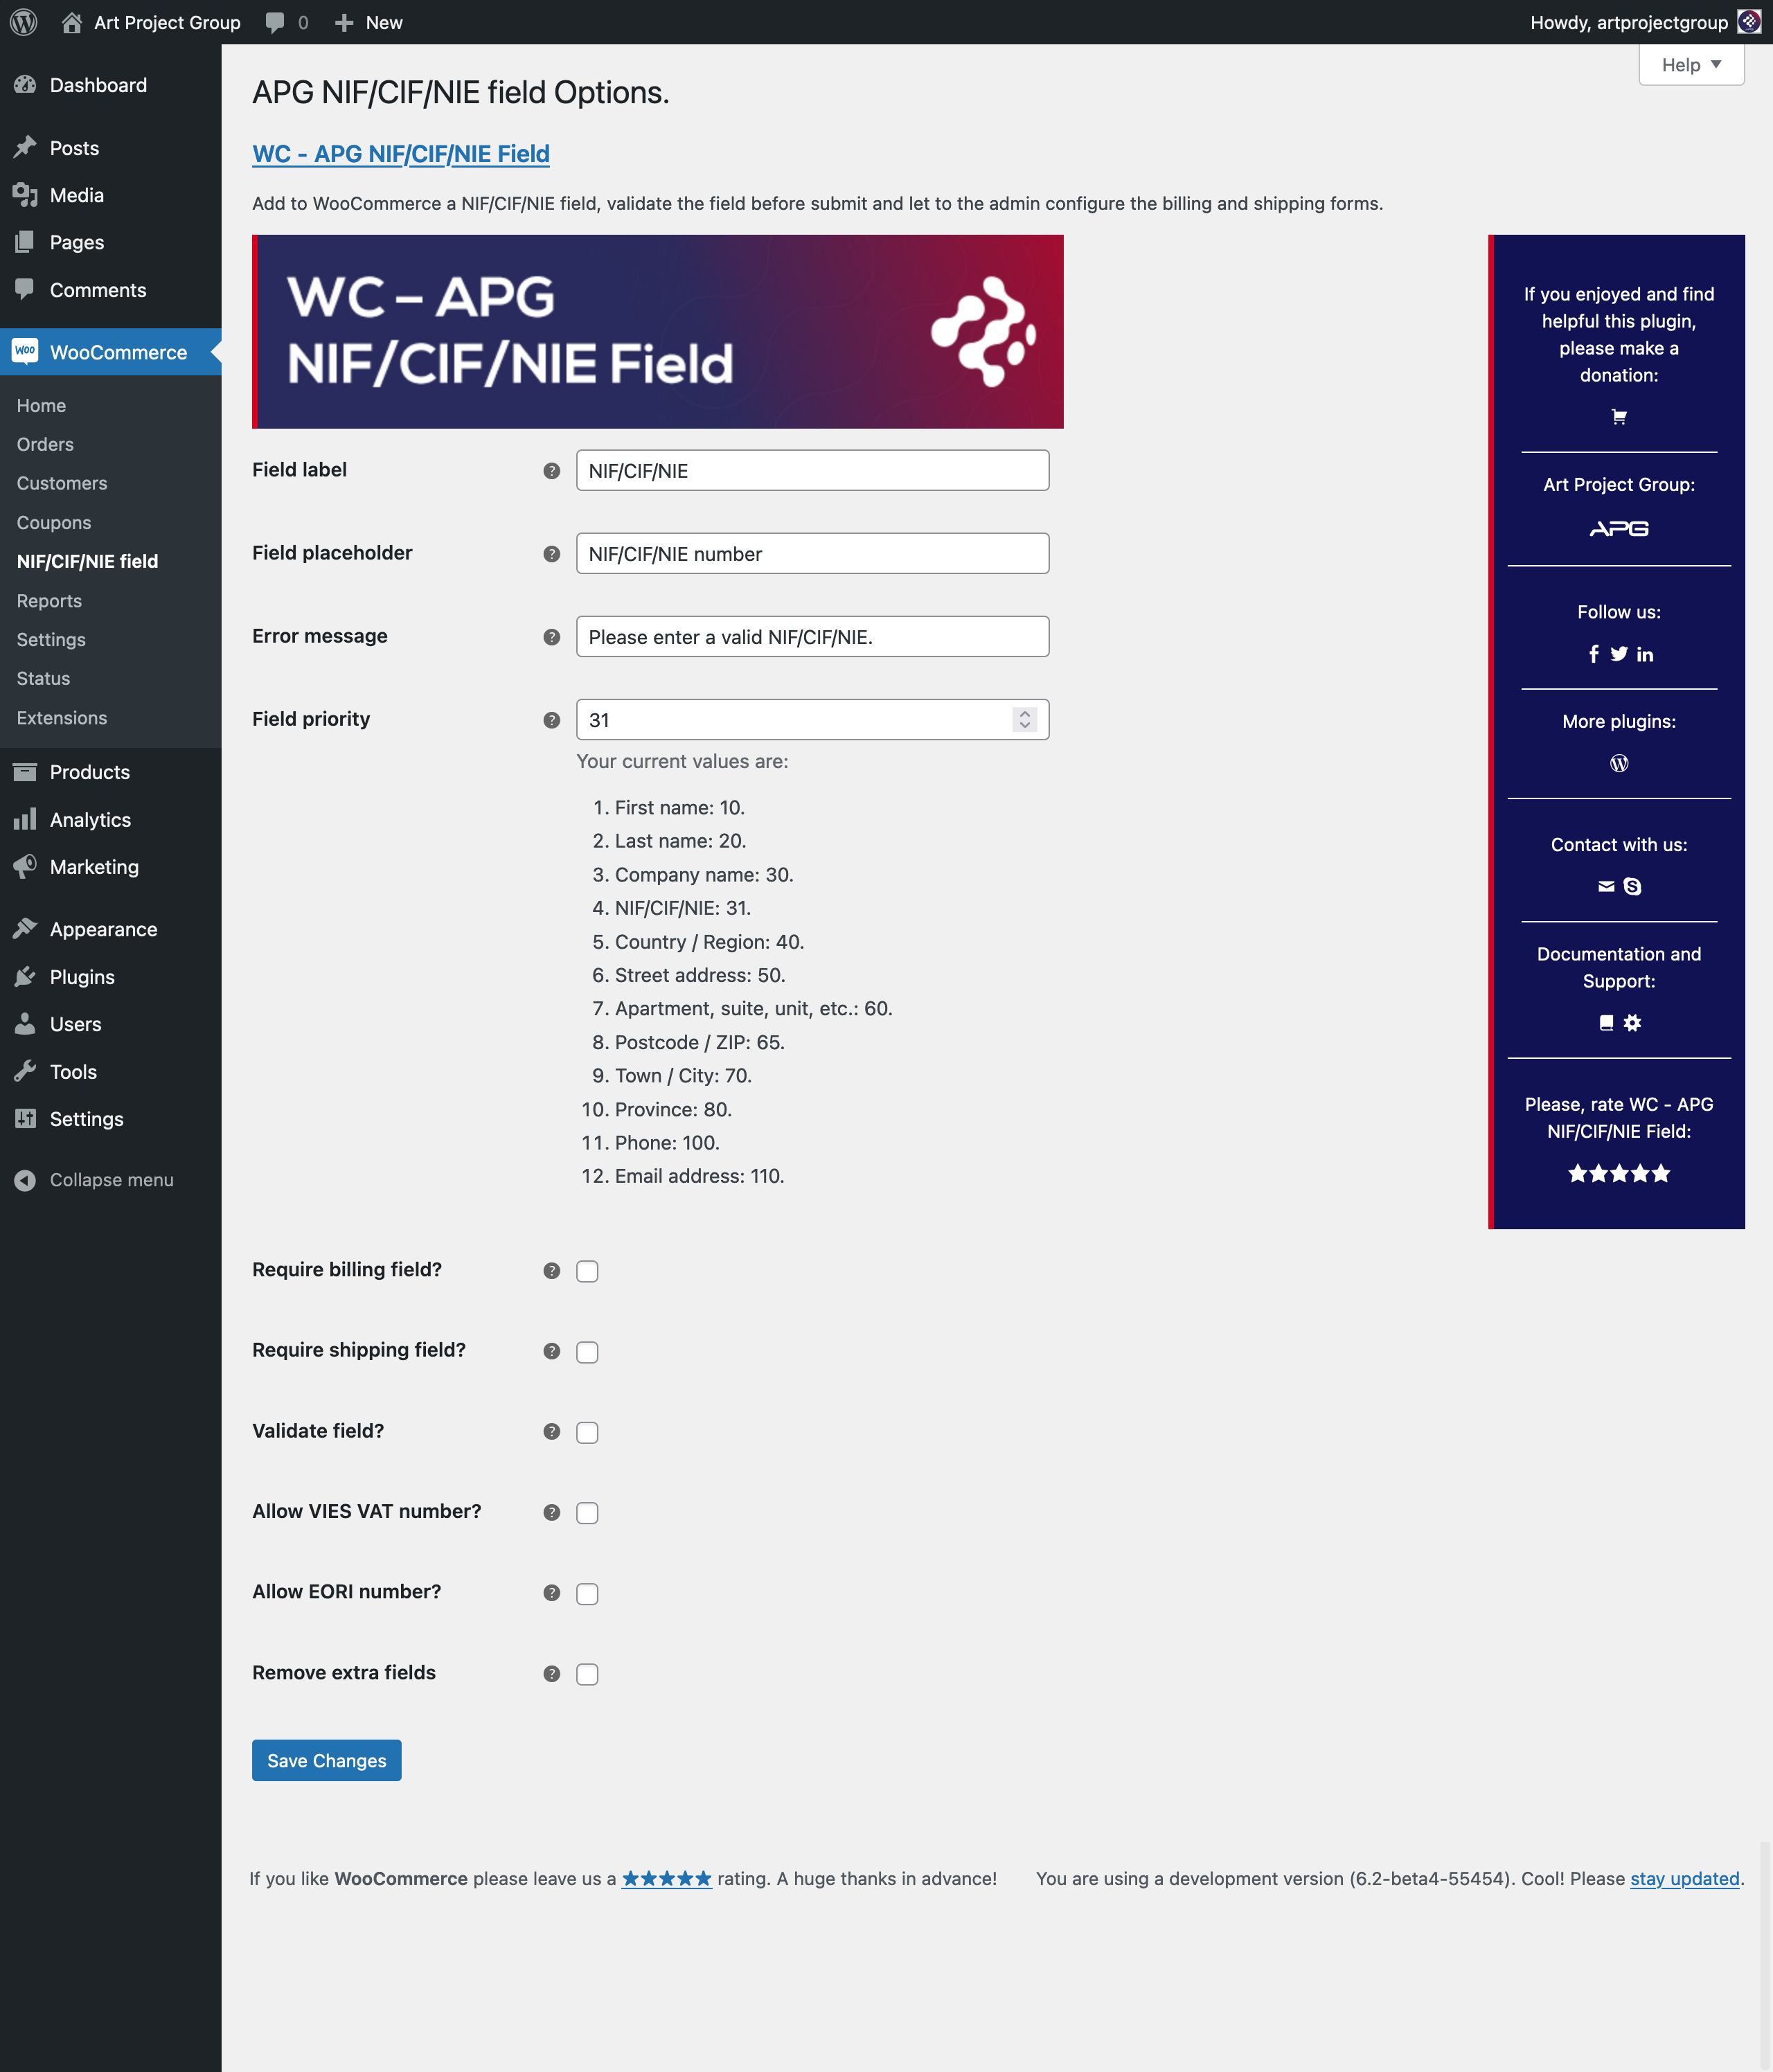 Art Project Group
0
New
Howdy, artprojectgroup
Help
Dashboard
Posts
Media
Pages
Comments
Woo
WooCommerce
Home
Orders
Customers
Coupons
NIF/CIF/NIE field
Reports
Settings
Status
Extensions
Products
Analytics
Marketing
Appearance
Plugins
Users
Tools
Settings
Collapse menu
APG NIF/CIF/NIE field Options.
WC - APG NIF/CIF/NIE Field
Add to WooCommerce a NIF/CIF/NIE field, validate the field before submit and let to the admin configure the billing and shipping forms.
WC – APG
NIF/CIF/NIE Field
Field label
?
NIF/CIF/NIE
Field placeholder
?
NIF/CIF/NIE number
Error message
?
Please enter a valid NIF/CIF/NIE.
Field priority
?
31
Your current values are:
1. First name: 10.
2. Last name: 20.
3. Company name: 30.
4. NIF/CIF/NIE: 31.
5. Country / Region: 40.
6. Street address: 50.
7. Apartment, suite, unit, etc.: 60.
8. Postcode / ZIP: 65.
9. Town / City: 70.
10. Province: 80.
11. Phone: 100.
12. Email address: 110.
Require billing field?
?
Require shipping field?
?
Validate field?
?
Allow VIES VAT number?
?
Allow EORI number?
?
Remove extra fields
?
Save Changes
If you enjoyed and find
helpful this plugin,
please make a
donation:
Art Project Group:
APG
Follow us:
More plugins:
Contact with us:
Documentation and
Support:
Please, rate WC - APG
NIF/CIF/NIE Field:
★★★★★
If you like WooCommerce please leave us a ★★★★★ rating. A huge thanks in advance!
You are using a development version (6.2-beta4-55454). Cool! Please stay updated.